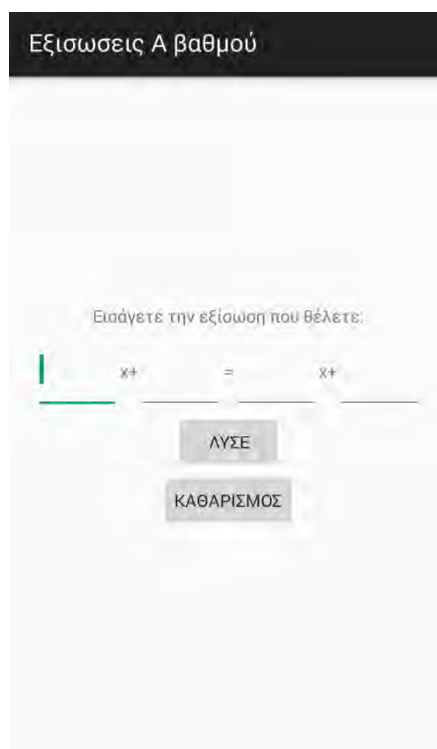 Εξισωσεις Α βαθμού
Εισάγετε την εξίσωση που θέλετε:
x+ = x+
ΛΥΣΕ
ΚΑΘΑΡΙΣΜΟΣ